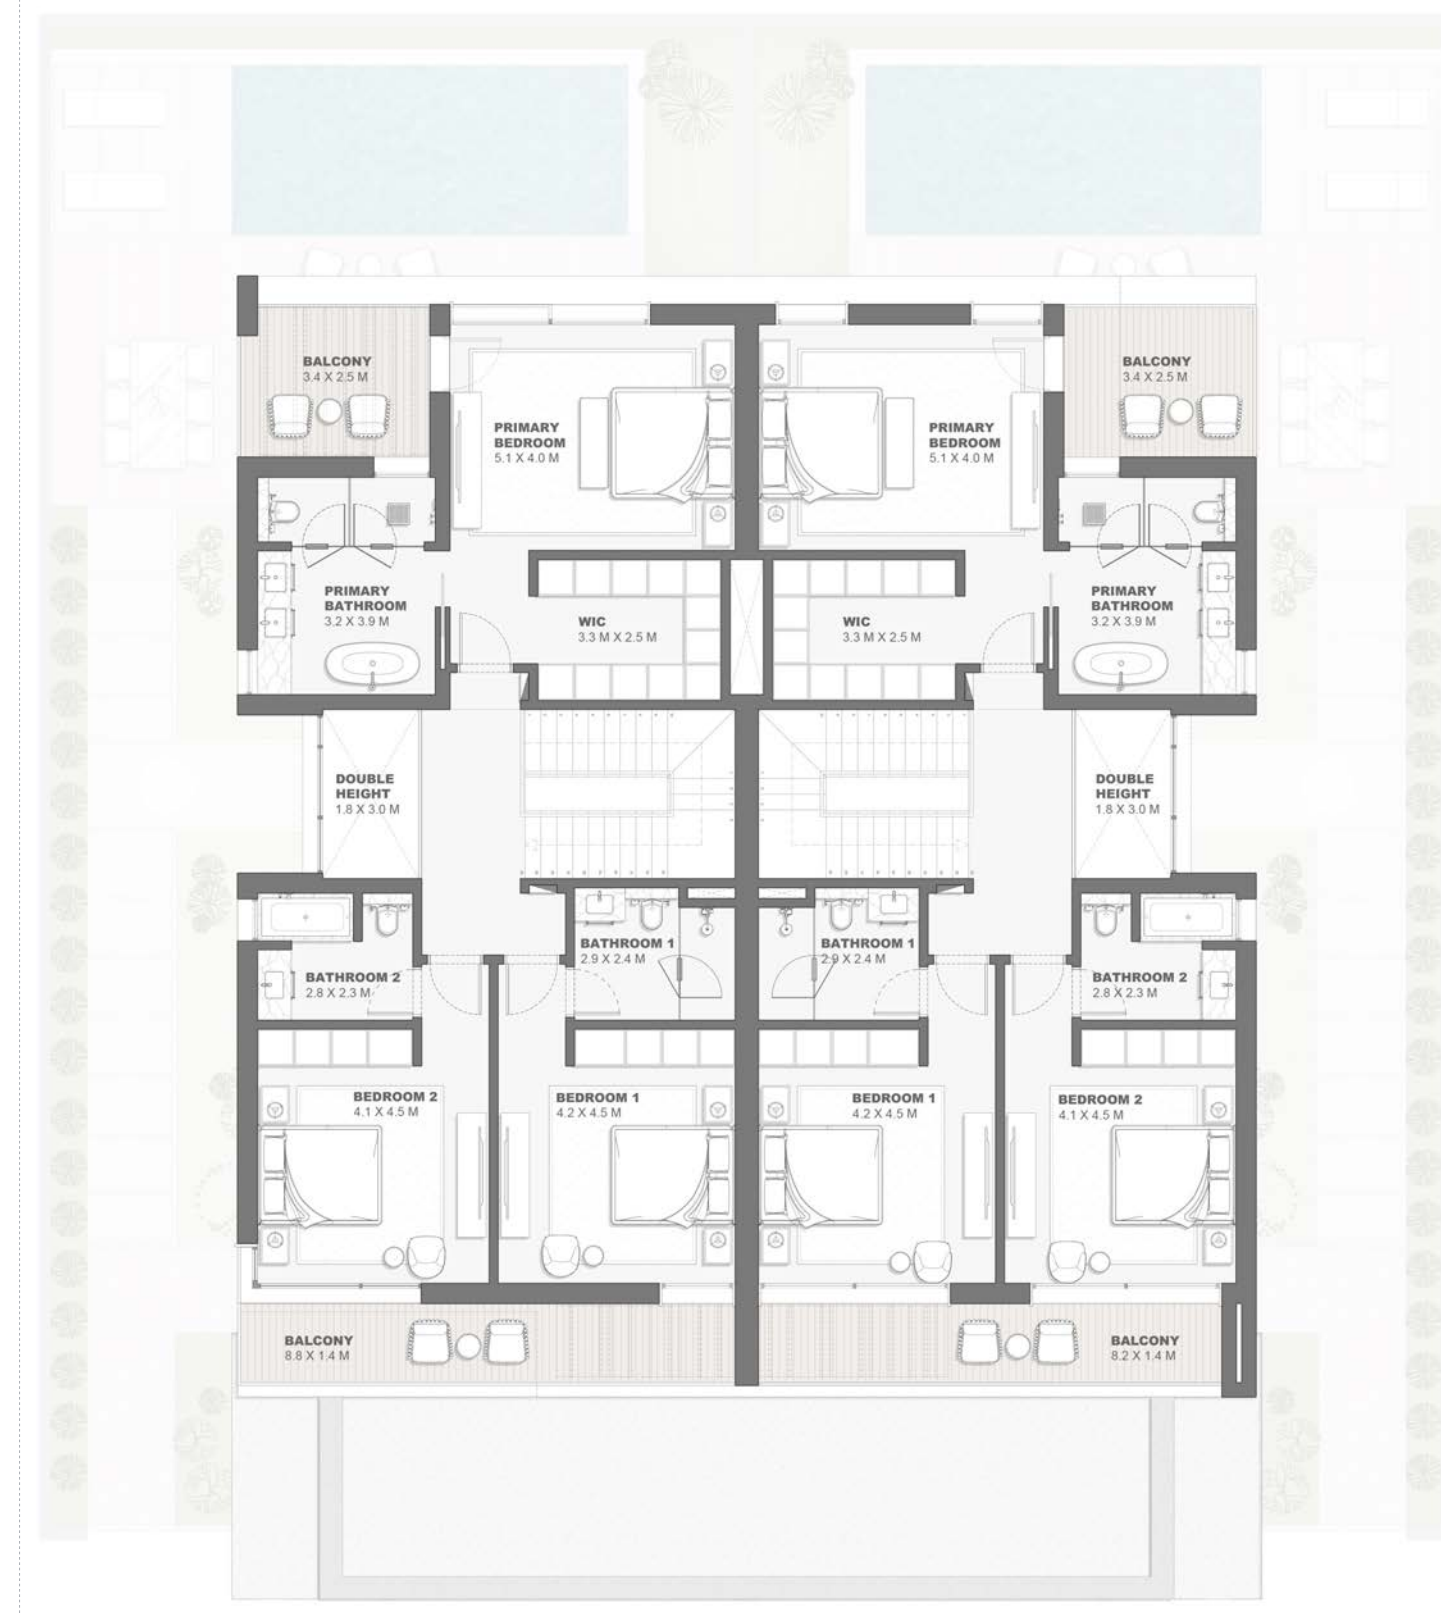 BALCONY
3.4 X 2.5 M
BALCONY
3.4 X 2.5 M
PRIMARY
BEDROOM
5.1 X 4.0 M
PRIMARY
BEDROOM
5.1 X 4.0 M
PRIMARY
BATHROOM
3.2 X 3.9 M
WIC
3.3 M X 2.5 M
WIC
3.3 M X 2.5 M
PRIMARY
BATHROOM
3.2 X 3.9 M
DOUBLE
HEIGHT
1.8 X 3.0 M
DOUBLE
HEIGHT
1.8 X 3.0 M
BATHROOM 2
2.8 X 2.3 M
BATHROOM 1
2.9 X 2.4 M
BATHROOM 1
2.9 X 2.4 M
BATHROOM 2
2.8 X 2.3 M
BEDROOM 2
4.1 X 4.5 M
BEDROOM 1
4.2 X 4.5 M
BEDROOM 1
4.2 X 4.5 M
BEDROOM 2
4.1 X 4.5 M
BALCONY
8.8 X 1.4 M
BALCONY
8.2 X 1.4 M